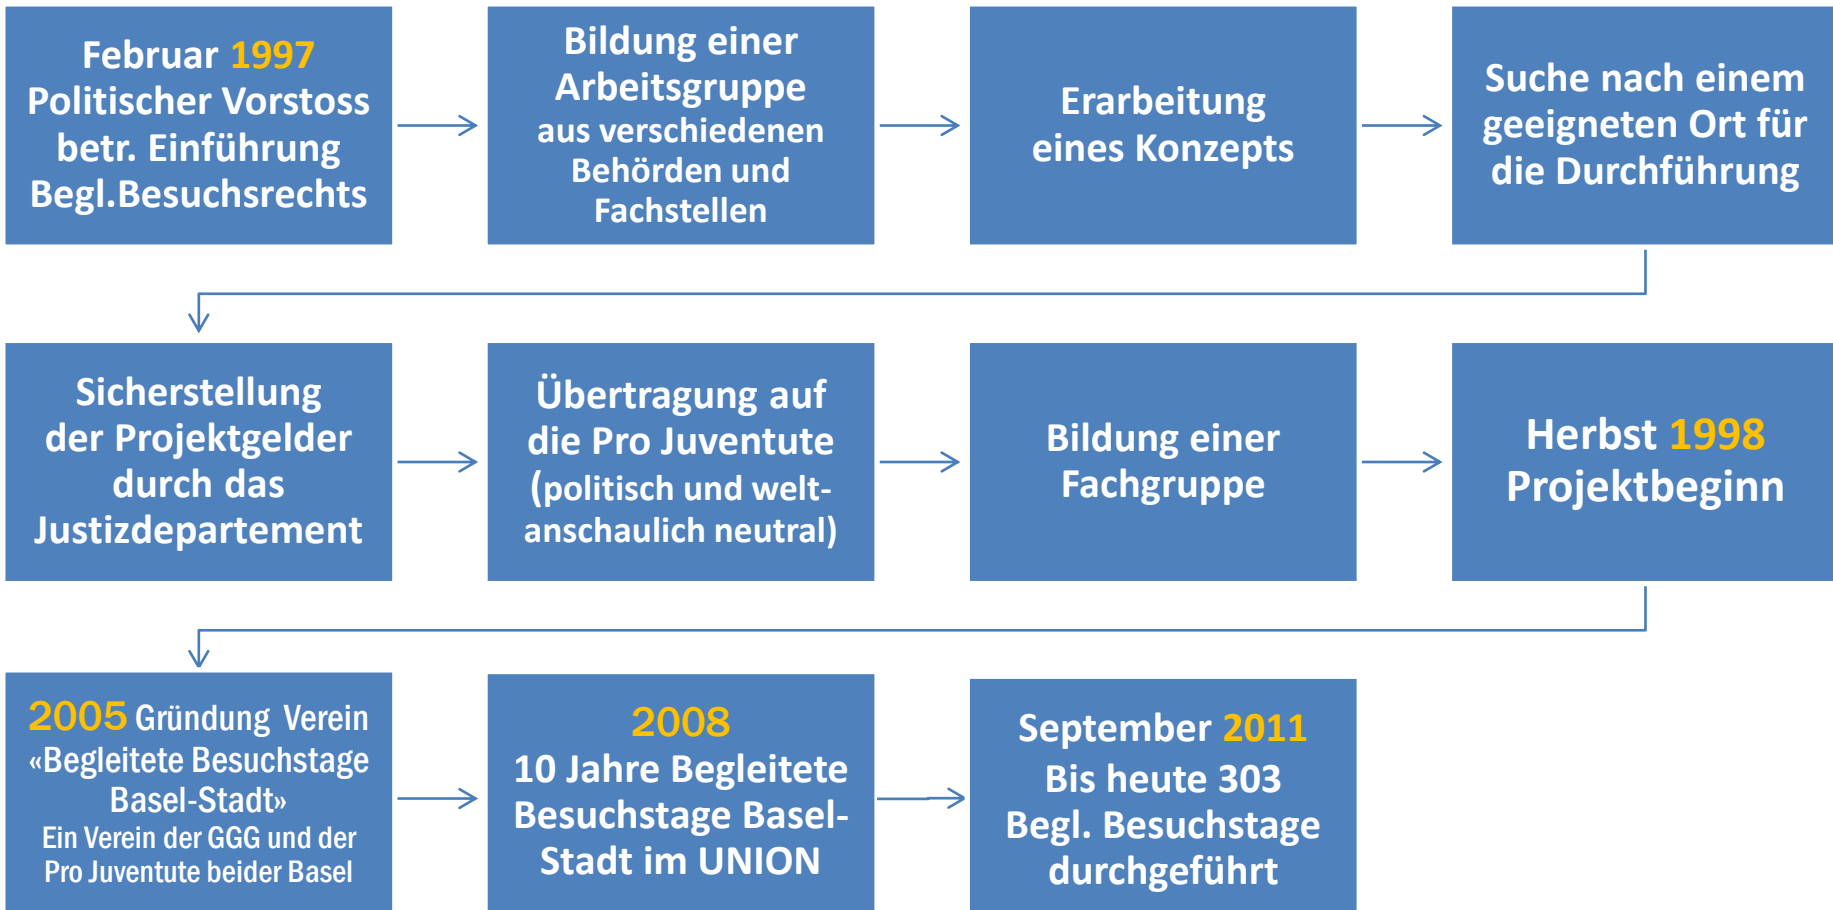 Februar 1997
Politischer Vorstoss
betr. Einführung
Begl.Besuchsrechts
Bildung einer
Arbeitsgruppe
aus verschiedenen
Behörden und
Fachstellen
Erarbeitung
eines Konzepts
Suche nach einem
geeigneten Ort für
die Durchführung
Sicherstellung
der Projektgelder
durch das
Justizdepartement
Übertragung auf
die Pro Juventute
(politisch und welt-
anschaulich neutral)
Bildung einer
Fachgruppe
Herbst 1998
Projektbeginn
2005 Gründung Verein
«Begleitete Besuchstage
Basel-Stadt»
Ein Verein der GGG und der
Pro Juventute beider Basel
2008
10 Jahre Begleitete
Besuchstage Basel-
Stadt im UNION
September 2011
Bis heute 303
Begl. Besuchstage
durchgeführt